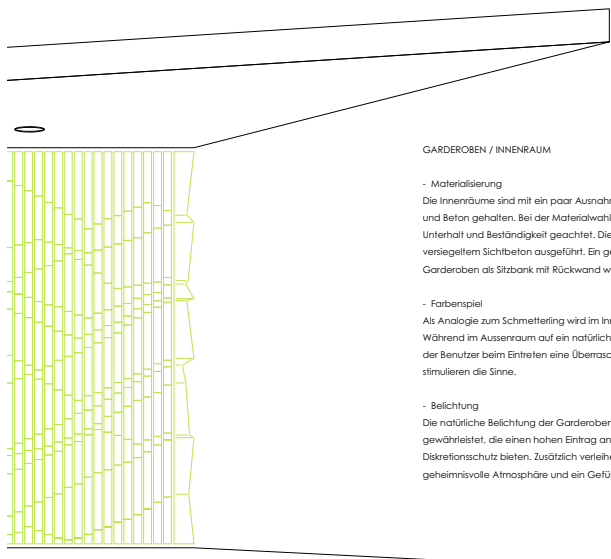 GARDEROBEN / INNENRAUM
- Materialisierung
Die Innenräume sind mit ein paar Ausnahm
und Beton gehalten. Bei der Materialwahl
Unterhalt und Beständigkeit geachtet. Die
versiegeltem Sichtbeton ausgeführt. Ein ge
Garderoben als Sitzbank mit Rückwand w
- Farbenspiel
Als Analogie zum Schmetterling wird im Inn
Während im Aussenraum auf ein natürlich
der Benutzer beim Eintreten eine Überrasc
stimulieren die Sinne.
- Belichtung
Die natürliche Belichtung der Garderoben
gewährleistet, die einen hohen Eintrag an
Diskretionsschutz bieten. Zusätzlich verleihe
geheimnisvolle Atmosphäre und ein Gefü